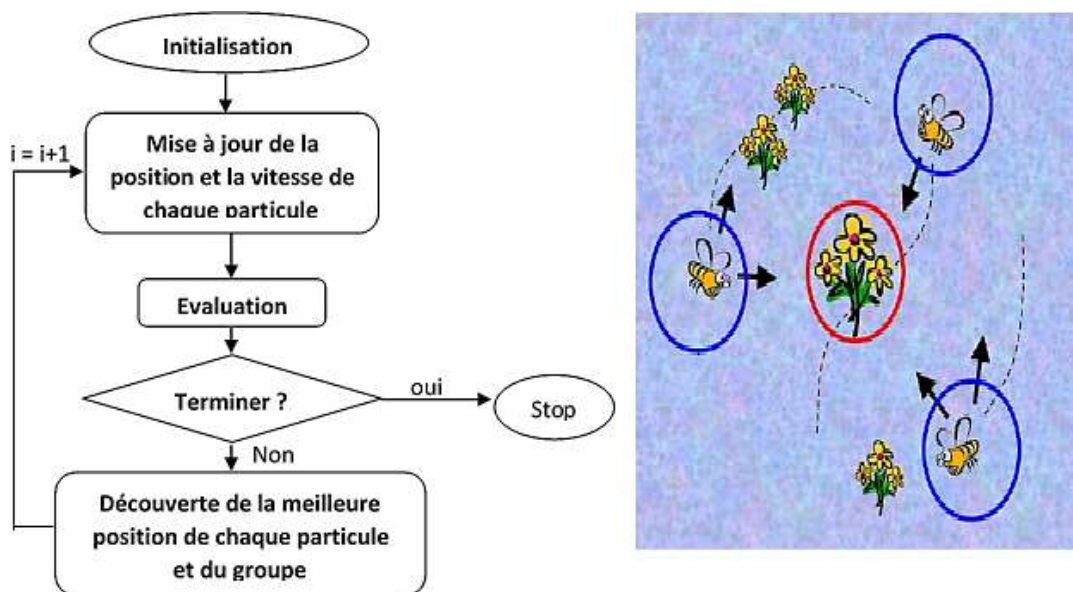 Initialisation
i = i+1
Mise à jour de la
position et la vitesse de
chaque particule
Evaluation
Terminer ?
oui
Stop
Non
Découverte de la meilleure
position de chaque particule
et du groupe